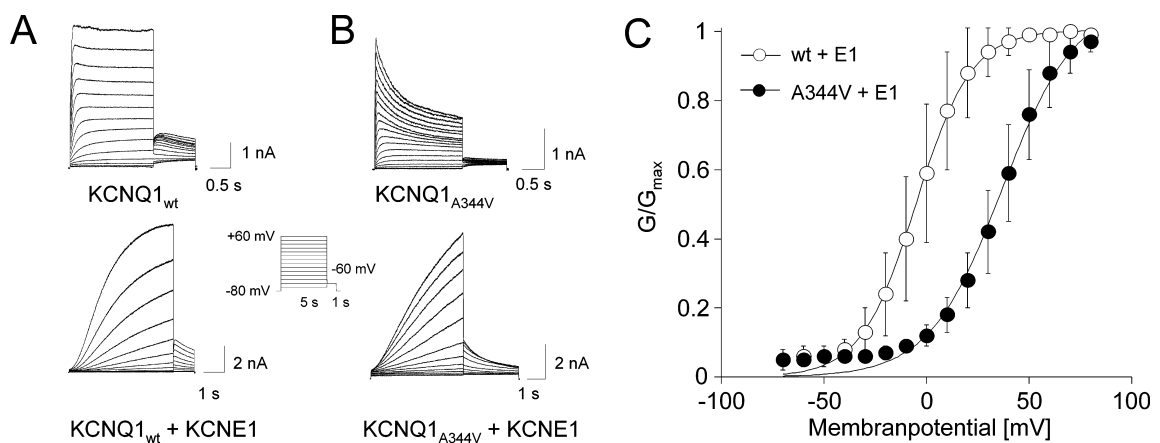 A
1 nA
0.5 s
KCNQ1wt
2 nA
1 s
KCNQ1wt + KCNE1
+60 mV
-60 mV
-80 mV
5 s
1 s
B
1 nA
0.5 s
KCNQ1A344V
2 nA
1 s
KCNQ1A344V + KCNE1
C
wt + E1
A344V + E1
G/Gmax
1
0.8
0.6
0.4
0.2
0
-100
-50
0
50
100
Membranpotential [mV]